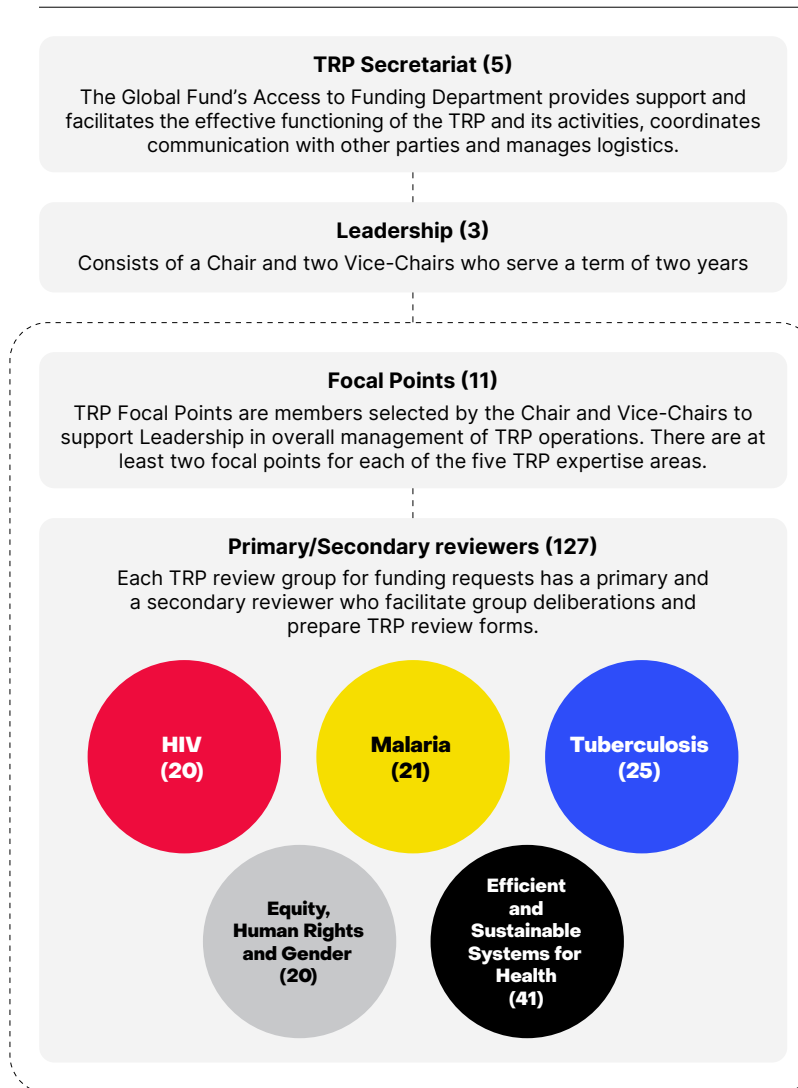 TRP Secretariat (5)
The Global Fund’s Access to Funding Department provides support and
facilitates the effective functioning of the TRP and its activities, coordinates
communication with other parties and manages logistics.
Leadership (3)
Consists of a Chair and two Vice-Chairs who serve a term of two years
Focal Points (11)
TRP Focal Points are members selected by the Chair and Vice-Chairs to
support Leadership in overall management of TRP operations. There are at
least two focal points for each of the five TRP expertise areas.
Primary/Secondary reviewers (127)
Each TRP review group for funding requests has a primary and
a secondary reviewer who facilitate group deliberations and
prepare TRP review forms.
HIV
(20)
Malaria
(21)
Tuberculosis
(25)
Equity,
Human Rights
and Gender
(20)
Efficient
and
Sustainable
Systems for
Health
(41)